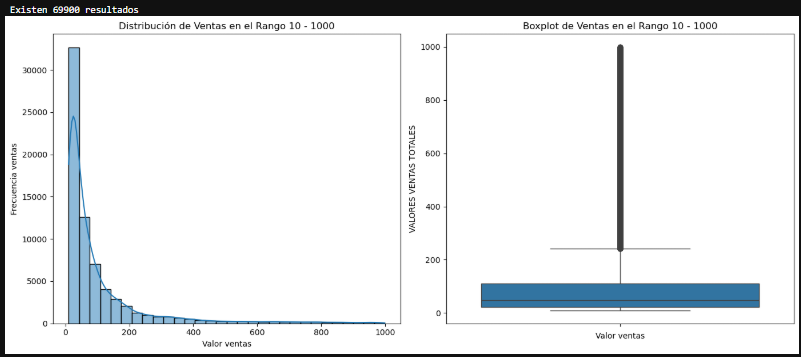 Existen 69900 resultados
Distribución de Ventas en el Rango 10 - 1000
Frecuencia ventas
30000
25000
20000
15000
10000
5000
0
0 200 400 600 800 1000
Valor ventas
Boxplot de Ventas en el Rango 10 - 1000
VALORES VENTAS TOTALES
1000
800
600
400
200
0
Valor ventas